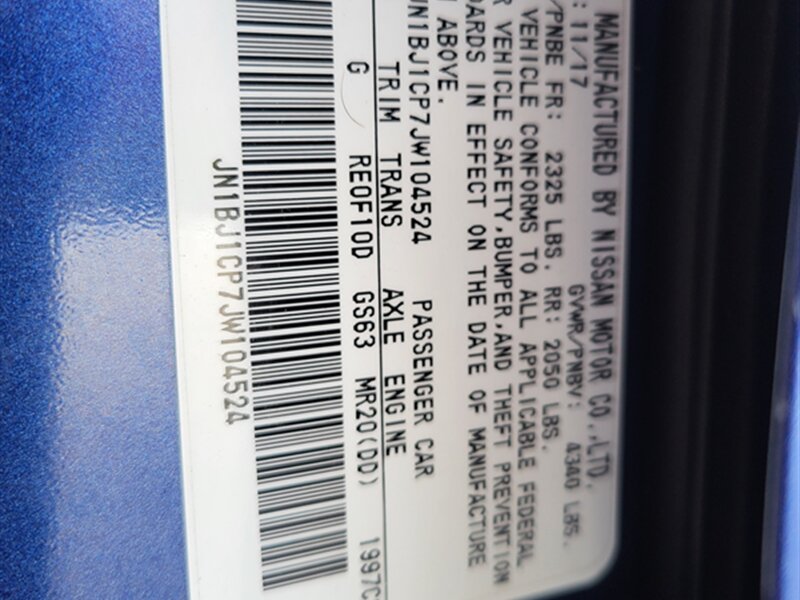 MANUFACTURED BY NISSAN MOTOR CO.,LTD.
: 11/17 GVWR/PNBV: 4340 LBS.
/PNBE FR: 2325 LBS. RR: 2050 LBS.
VEHICLE CONFORMS TO ALL APPLICABLE FEDERAL
R VEHICLE SAFETY,BUMPER,AND THEFT PREVENTION
DARDS IN EFFECT ON THE DATE OF MANUFACTURE
ABOVE.
JN1BJ1CP7JW104524 PASSENGER CAR
TRIM TRANS AXLE ENGINE
G RE0F10D GS63 MR20(DD) 1997C
JN1BJ1CP7JW104524